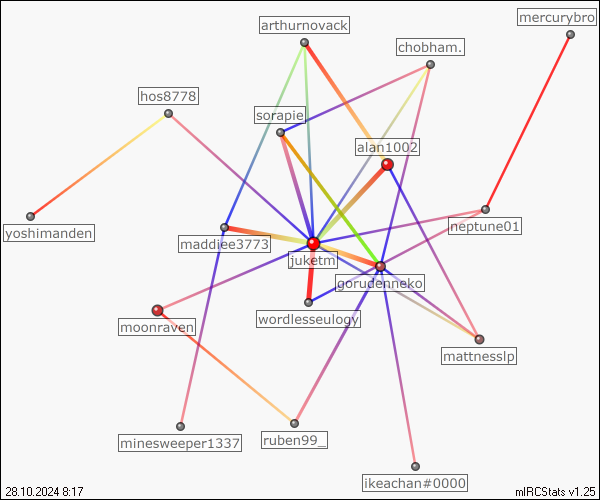 mercurybro
arthurnovack
chobham.
hos8778
sorapie
alan1002
neptune01
yoshimanden
maddiee3773
juketm
gorudenneko
wordlesseulogy
moonraven
mattnesslp
minesweeper1337
ruben99_
ikeachan#0000
28.10.2024 8:17
mIRCStats v1.25